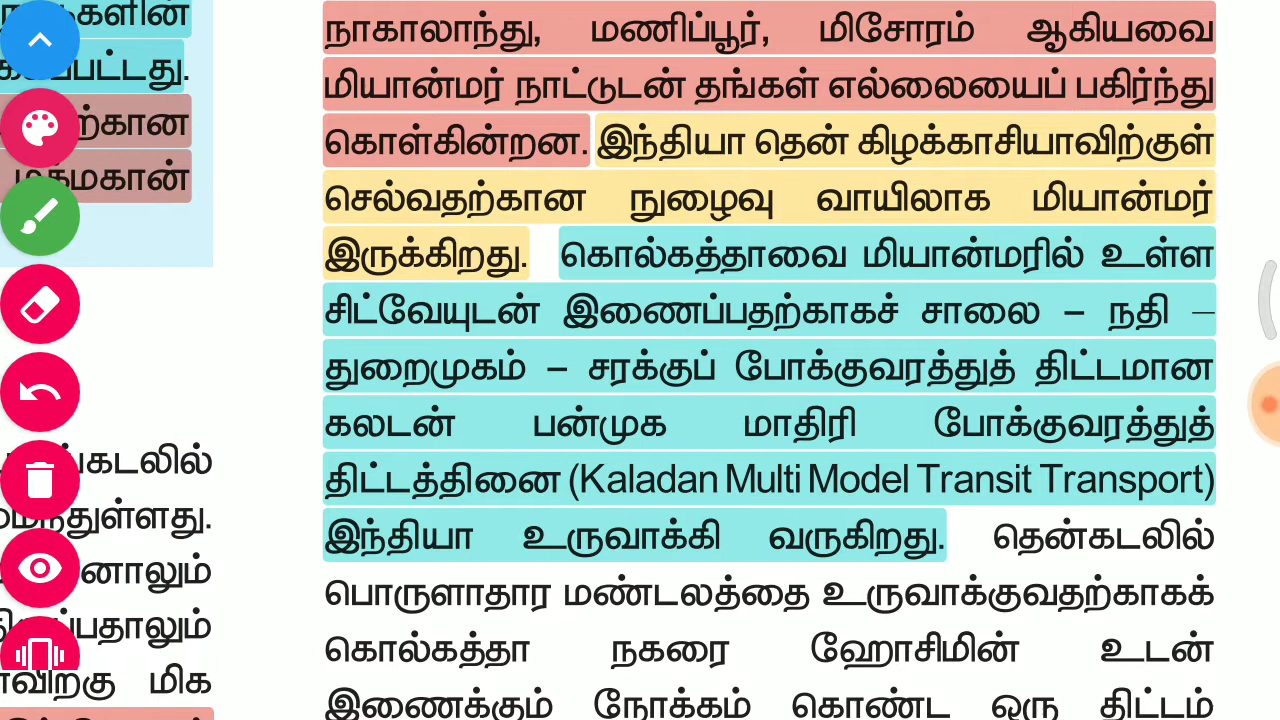 பட்டது.
நாகாலாந்து, மணிப்பூர், மிசோரம் ஆகியவை
மியான்மர் நாட்டுடன் தங்கள் எல்லையைப் பகிர்ந்து
கொள்கின்றன. இந்தியா தென் கிழக்காசியாவிற்குள்
செல்வதற்கான நுழைவு வாயிலாக மியான்மர்
இருக்கிறது. கொல்கத்தாவை மியான்மரில் உள்ள
சிட்வேயுடன் இணைப்பதற்காகச் சாலை – நதி –
துறைமுகம் – சரக்குப் போக்குவரத்துத் திட்டமான
கலடன் பன்முக மாதிரி போக்குவரத்துத்
திட்டத்தினை (Kaladan Multi Model Transit Transport)
இந்தியா உருவாக்கி வருகிறது. தென்கடலில்
பொருளாதார மண்டலத்தை உருவாக்குவதற்காகக்
கொல்கத்தா நகரை ஹோசிமின் உடன்
இணைக்கும் நோக்கம் கொண்ட ஒரு திட்டம்
மிக